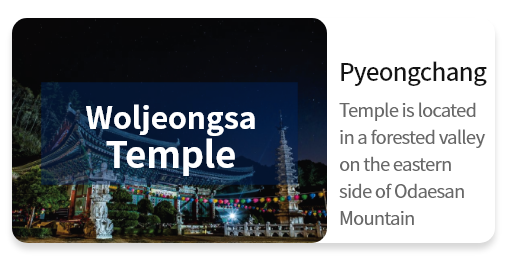 Woljeongsa
Temple
Pyeongchang
Temple is located
in a forested valley
on the eastern
side of Odaesan
Mountain